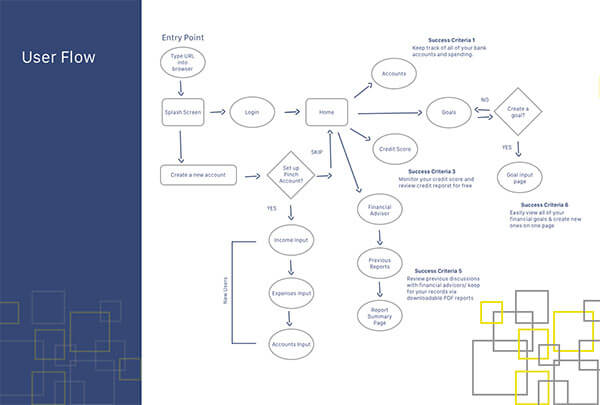 User Flow
Entry Point
Type URL
into
browser
Splash Screen
Login
Home
Accounts
Success Criteria 1
Keep track of all of your bank
accounts and spending.
Goals
NO
Create a
goal?
YES
Goal input
page
Success Criteria 6
Easily view all of your
financial goals & create new
ones on one page
Credit Score
Success Criteria 3
Monitor your credit score and
review credit reporst for free
Create a new account
Set up
Pinch
Account?
SKIP
YES
Income Input
Expenses Input
Accounts Input
New Users
Financial
Advisor
Previous
Reports
Report
Summary
Page
Success Criteria 5
Review previous discussions
with financial advisors/ keep
for your records via
downloadable PDF reports